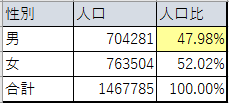 性別 人口 人口比
男 704281 47.98%
女 763504 52.02%
合計 1467785 100.00%